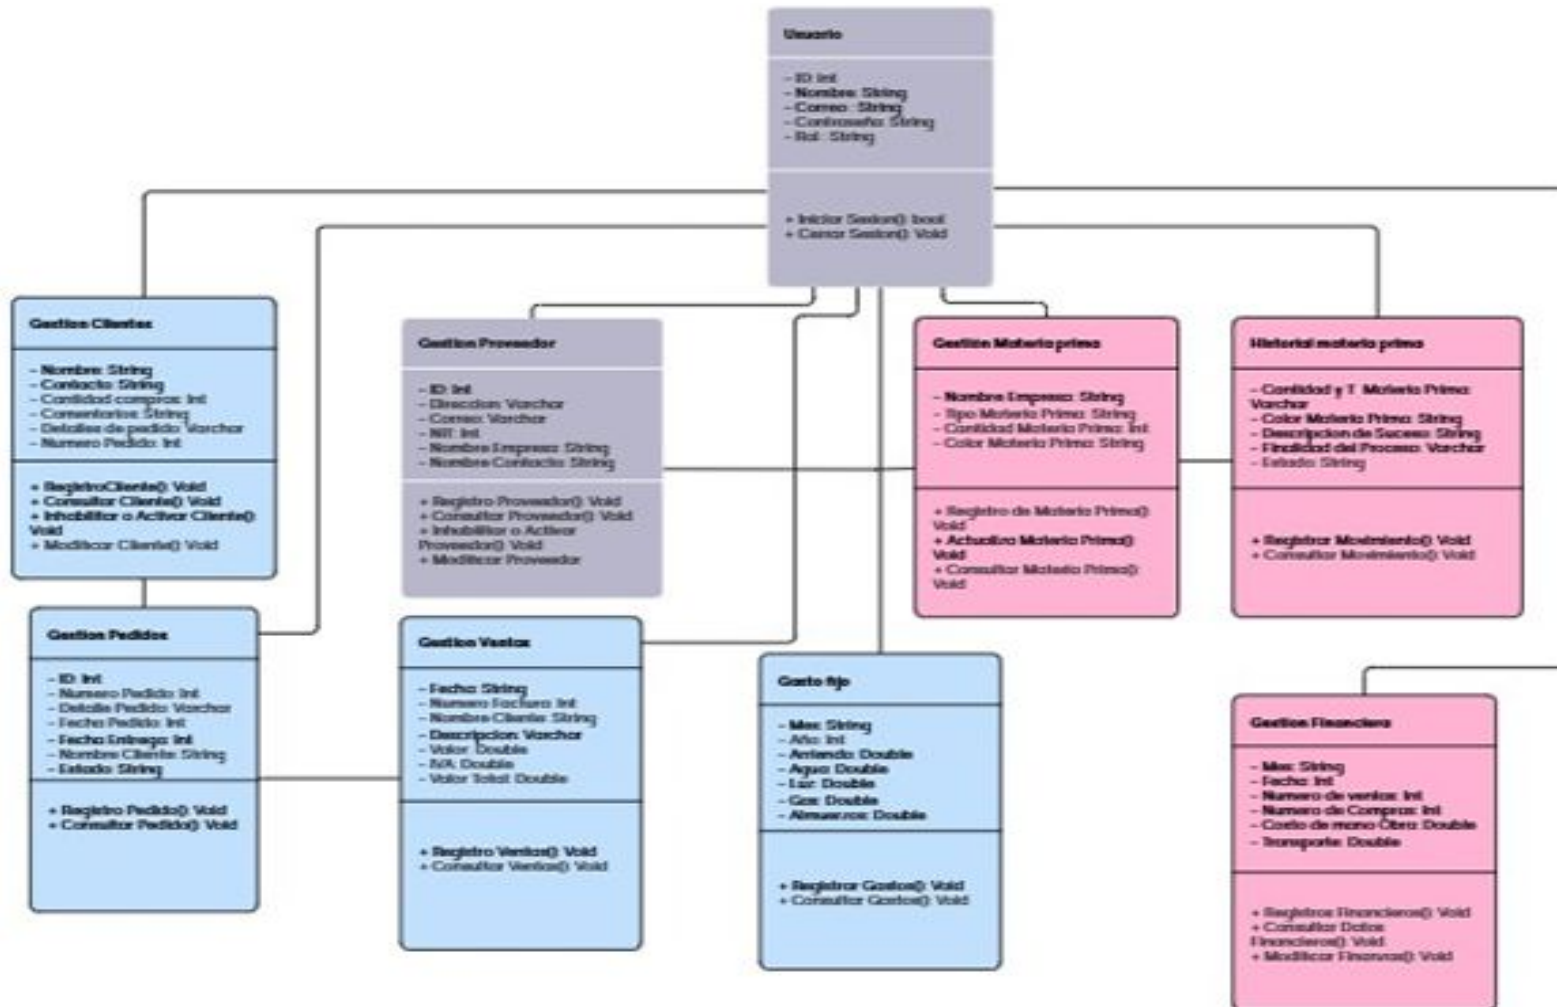 Usuario
- ID: Int
- Nombre: String
- Correo : String
- Contraseña: String
- Rol : String
+ Iniciar Sesion(): bool
+ Cerrar Sesion(): Void
Gestion Clientes
- Nombre: String
- Contacto: String
- Cantidad compras: Int
- Comentarios: String
- Detalles de pedido: Varchar
- Numero Pedido: Int
+ RegistroCliente(): Void
+ Consultar Cliente(): Void
+ Inhabilitar o Activar Cliente():
Void
+ Modificar Cliente(): Void
Gestion Proveedor
- ID: Int
- Direccion: Varchar
- Correo: Varchar
- NIT: Int
- Nombre Empresa: String
- Nombre Contacto: String
+ Registro Proveedor(): Void
+ Consultar Proveedor(): Void
+ Inhabilitar o Activar
Proveedor(): Void
+ Modificar Proveedor
Gestión Materia prima
- Nombre Empresa: String
- Tipo Materia Prima: String
- Cantidad Materia Prima: Int
- Color Materia Prima: String
+ Registro de Materia Prima():
Void
+ Actualiza Materia Prima():
Void
+ Consultar Materia Prima():
Void
Historial materia prima
- Cantidad y T Materia Prima:
Varchar
- Color Materia Prima: String
- Descripcion de Suceso: String
- Finalidad del Proceso: Varchar
- Estado: String
+ Registrar Movimiento(): Void
+ Consultar Movimiento(): Void
Gestion Pedidos
- ID: Int
- Numero Pedido: Int
- Detalle Pedido: Varchar
- Fecha Pedido: Int
- Fecha Entrega: Int
- Nombre Cliente: String
- Estado: String
+ Registro Pedido(): Void
+ Consultar Pedido(): Void
Gestion Ventas
- Fecha: String
- Numero Factura: Int
- Nombre Cliente: String
- Descripcion: Varchar
- Valor: Double
- IVA: Double
- Valor Total: Double
+ Registro Ventas(): Void
+ Consultar Ventas(): Void
Gasto fijo
- Mes: String
- Año: Int
- Arriendo: Double
- Agua: Double
- Luz: Double
- Gas: Double
- Almuerzos: Double
+ Registrar Gastos(): Void
+ Consultar Gastos(): Void
Gestion Financiera
- Mes: String
- Fecha: Int
- Numero de ventas: Int
- Numero de Compras: Int
- Costo de mano Obra: Double
- Transporte: Double
+ Registros Financieros(): Void
+ Consultar Datos
Financieros(): Void
+ Modificar Finanzas(): Void